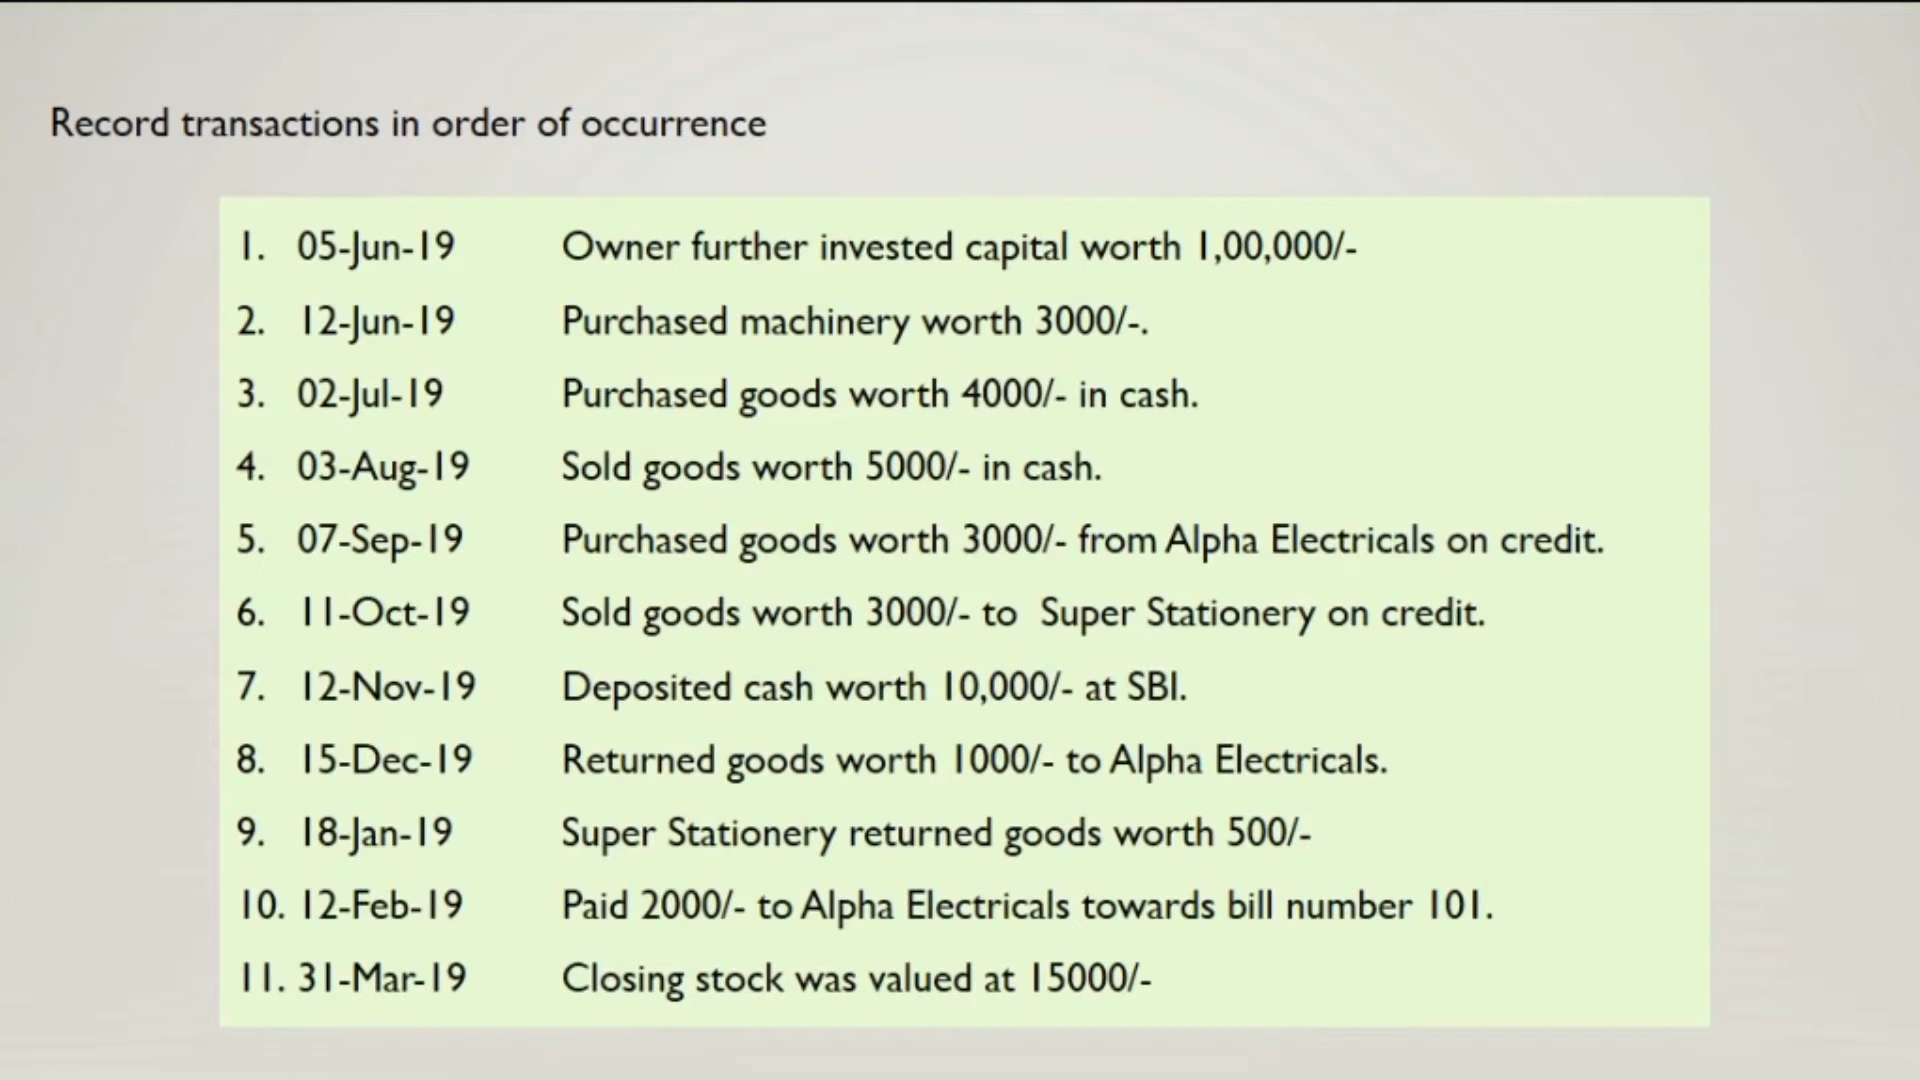 Record transactions in order of occurrence
1. 05-Jun-19 Owner further invested capital worth 1,00,000/-
2. 12-Jun-19 Purchased machinery worth 3000/-.
3. 02-Jul-19 Purchased goods worth 4000/- in cash.
4. 03-Aug-19 Sold goods worth 5000/- in cash.
5. 07-Sep-19 Purchased goods worth 3000/- from Alpha Electricals on credit.
6. 11-Oct-19 Sold goods worth 3000/- to Super Stationery on credit.
7. 12-Nov-19 Deposited cash worth 10,000/- at SBI.
8. 15-Dec-19 Returned goods worth 1000/- to Alpha Electricals.
9. 18-Jan-19 Super Stationery returned goods worth 500/-
10. 12-Feb-19 Paid 2000/- to Alpha Electricals towards bill number 101.
11. 31-Mar-19 Closing stock was valued at 15000/-